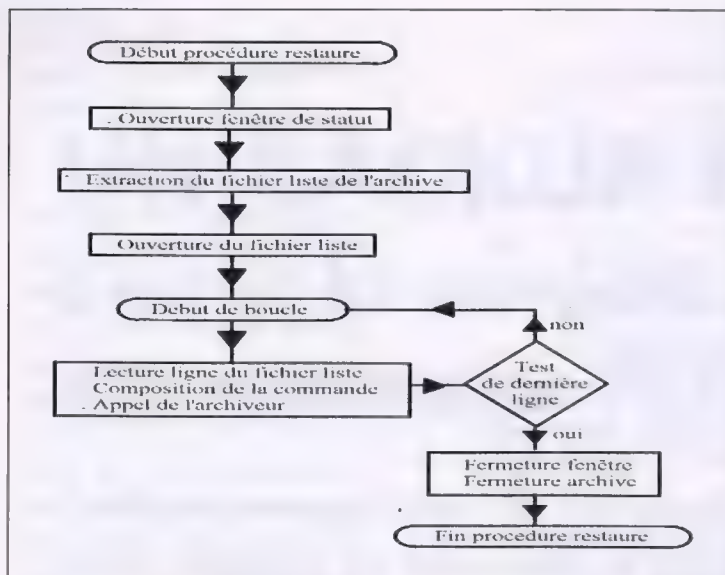 Début procédure restaure
. Ouverture fenêtre de statut
Extraction du fichier liste de l'archive
Ouverture du fichier liste
Debut de boucle
non
Lecture ligne du fichier liste
Composition de la commande
. Appel de l'archiveur
Test
de dernière
ligne
oui
Fermeture fenêtre
Fermeture archive
Fin procedure restaure